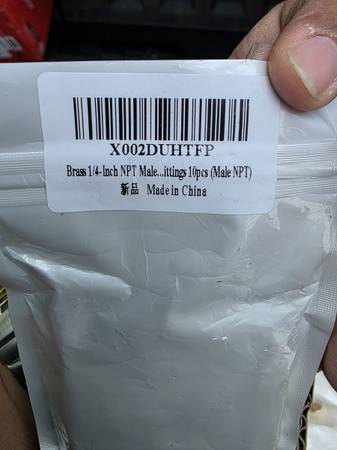 X002DUHTFP
Brass 1/4-Inch NPT Male...ittings 10pcs (Male NPT)
新品 Made in China